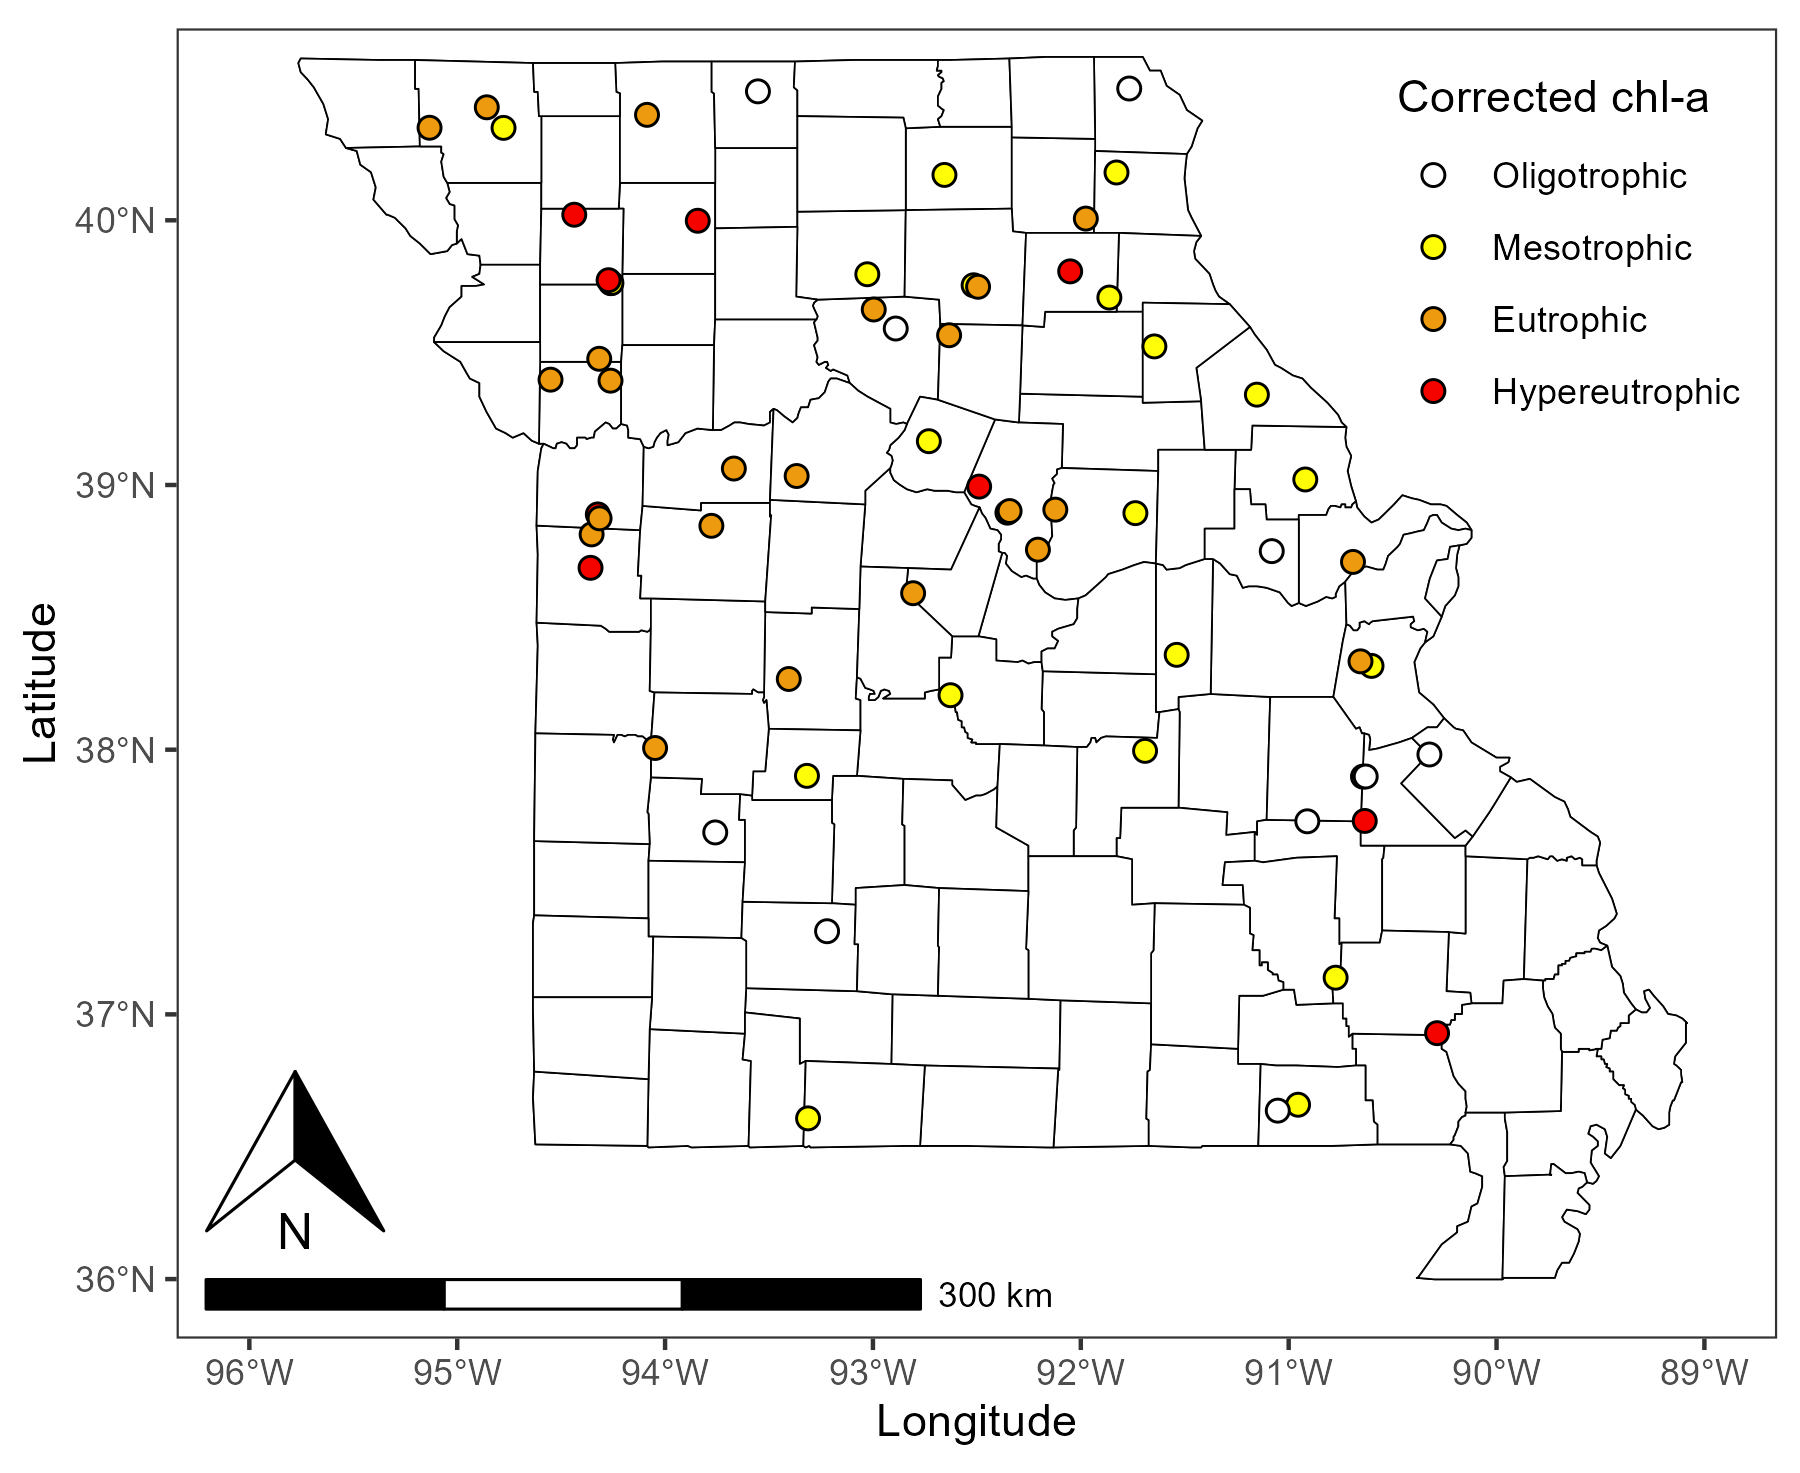 Corrected chl-a
Oligotrophic
Mesotrophic
Eutrophic
Hypereutrophic
Latitude
40°N
39°N
38°N
37°N
36°N
N
300 km
96°W 95°W 94°W 93°W 92°W 91°W 90°W 89°W
Longitude